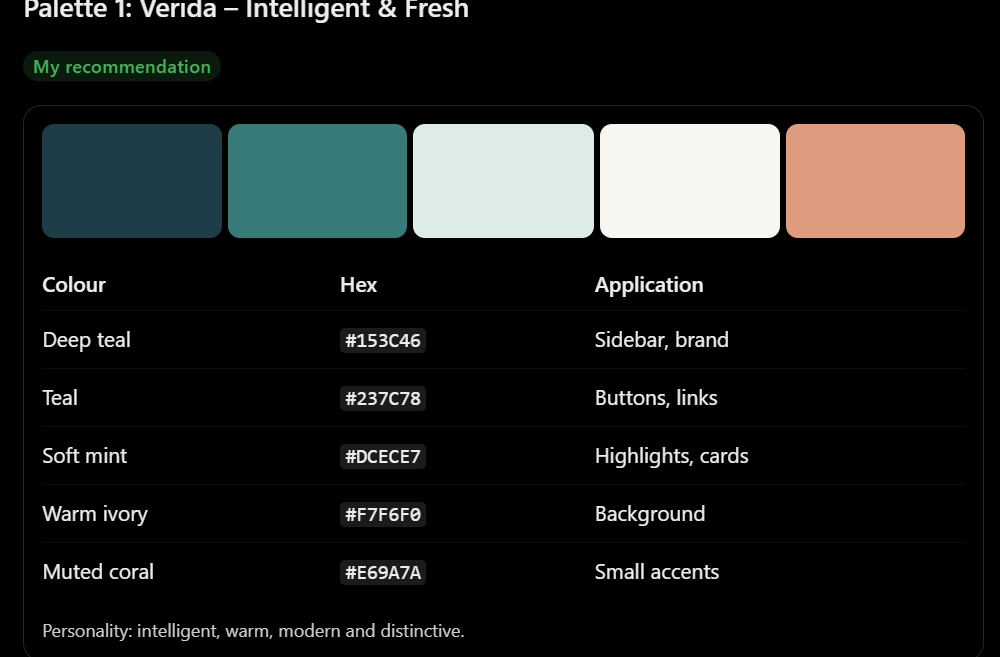 Palette 1: Verida – Intelligent & Fresh
My recommendation
Colour Hex Application
Deep teal #153C46 Sidebar, brand
Teal #237C78 Buttons, links
Soft mint #DCECE7 Highlights, cards
Warm ivory #F7F6F0 Background
Muted coral #E69A7A Small accents
Personality: intelligent, warm, modern and distinctive.